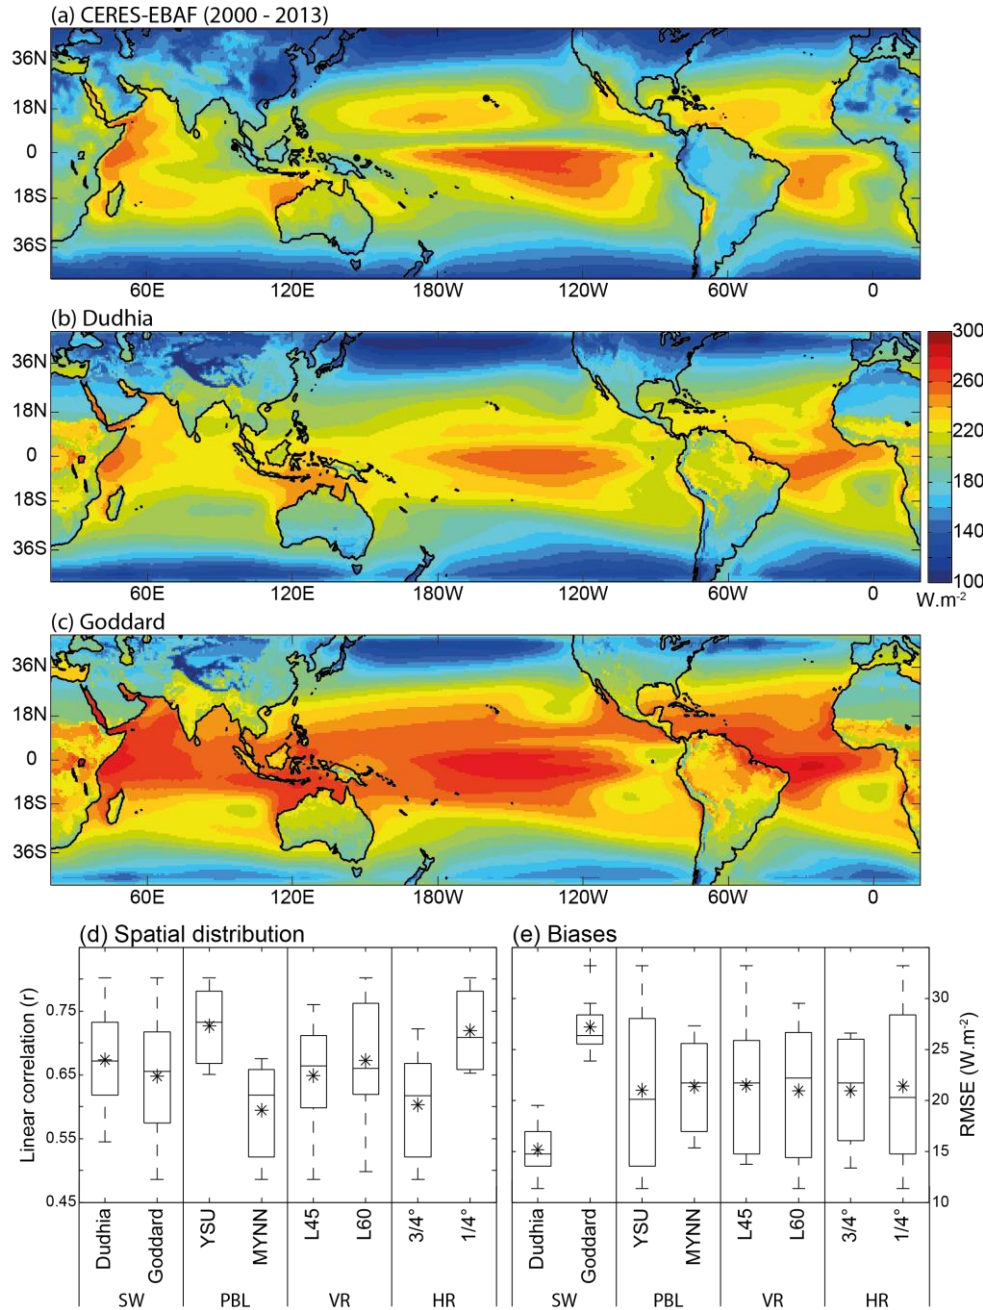 (a) CERES-EBAF (2000 - 2013)
36N
18N
0
18S
36S
60E 120E 180W 120W 60W 0
(b) Dudhia
36N
18N
0
18S
36S
60E 120E 180W 120W 60W 0
300
260
220
180
140
100
W.m-2
(c) Goddard
36N
18N
0
18S
36S
60E 120E 180W 120W 60W 0
(d) Spatial distribution
Linear correlation (r)
0.75
0.65
0.55
0.45
Dudhia Goddard YSU MYNN L45 L60 3/4° 1/4°
SW PBL VR HR
(e) Biases
30
25
20
15
10
RMSE (W.m-2)
Dudhia Goddard YSU MYNN L45 L60 3/4° 1/4°
SW PBL VR HR